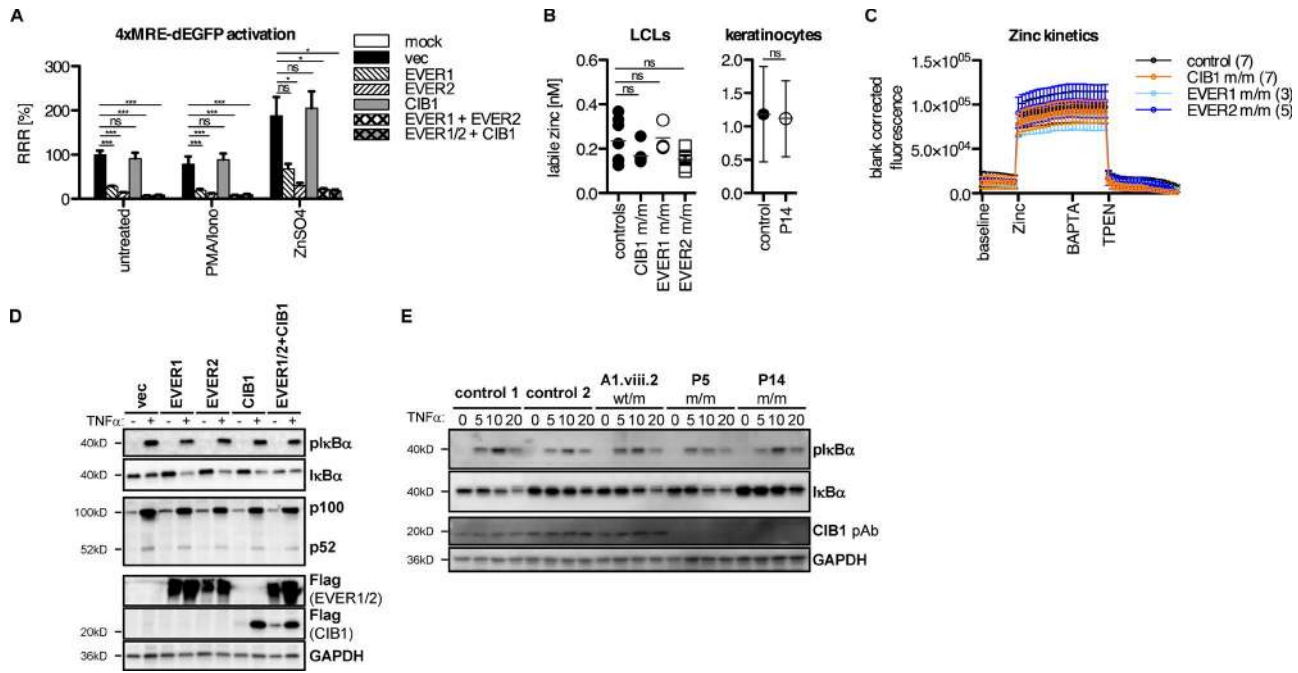 A
4xMRE-dEGFP activation
RRR [%]
300
200
100
0
*
*
ns
*
ns
***
***
ns
***
***
***
***
ns
***
***
untreated
PMA/Iono
ZnSO4
mock
vec
EVER1
EVER2
CIB1
EVER1 + EVER2
EVER1/2 + CIB1
B
LCLs
labile zinc [nM]
0.6
0.4
0.2
0.0
ns
ns
ns
controls
CIB1 m/m
EVER1 m/m
EVER2 m/m
keratinocytes
ns
2.0
1.5
1.0
0.5
0.0
control
P14
C
Zinc kinetics
blank corrected
fluorescence
1.5×10⁰⁵
1.0×10⁰⁵
5.0×10⁰⁴
0.0
baseline
Zinc
BAPTA
TPEN
control (7)
CIB1 m/m (7)
EVER1 m/m (3)
EVER2 m/m (5)
D
vec
EVER1
EVER2
CIB1
EVER1/2+CIB1
TNFα: - + - + - + - + - +
40kD pIκBα
40kD IκBα
100kD p100
52kD p52
Flag
(EVER1/2)
20kD Flag
(CIB1)
36kD GAPDH
E
control 1 control 2 A1.viii.2 P5 P14
wt/m m/m m/m
TNFα: 0 5 10 20 0 5 10 20 0 5 10 20 0 5 10 20 0 5 10 20
40kD pIκBα
40kD IκBα
20kD CIB1 pAb
36kD GAPDH